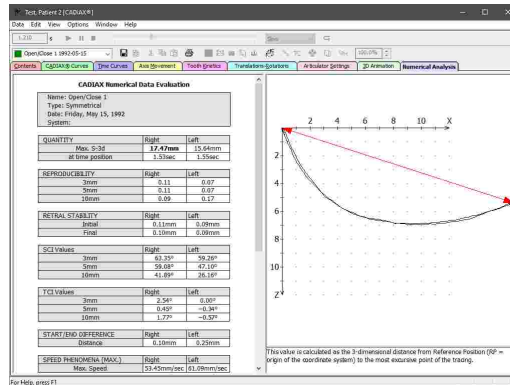 Test, Patient 2 [CADIAX®]
Data Edit View Options Window Help
1.210 s Slow
Open/Close 1 1992-05-15 100.0%
Contents CADIAX® Curves Time Curves Axis Movement Tooth Kinetics Translations-Rotations Articulator Settings 3D Animation Numerical Analysis
CADIAX Numerical Data Evaluation
Name: Open/Close 1
Type: Symmetrical
Date: Friday, May 15, 1992
System:
QUANTITY Right Left
Max. S-3d 17.47mm 15.64mm
at time position 1.53sec 1.55sec
REPRODUCIBILITY Right Left
3mm 0.11 0.07
5mm 0.11 0.07
10mm 0.09 0.17
RETRAL STABILITY Right Left
Initial 0.11mm 0.09mm
Final 0.10mm 0.09mm
SCI Values Right Left
3mm 63.35° 59.26°
5mm 59.08° 47.10°
10mm 41.89° 26.16°
TCI Values Right Left
3mm 2.54° 0.00°
5mm 0.45° -0.34°
10mm 1.77° -0.57°
START/END DIFFERENCE Right Left
Distance 0.10mm 0.25mm
SPEED PHENOMENA (MAX.) Right Left
Max. Speed 53.45mm/sec 61.09mm/sec
2 4 6 8 10 X
2
4
6
8
10
Z
This value is calculated as the 3-dimensional distance from Reference Position (RP =
origin of the coordinate system) to the most excursive point of the tracing.
For Help, press F1